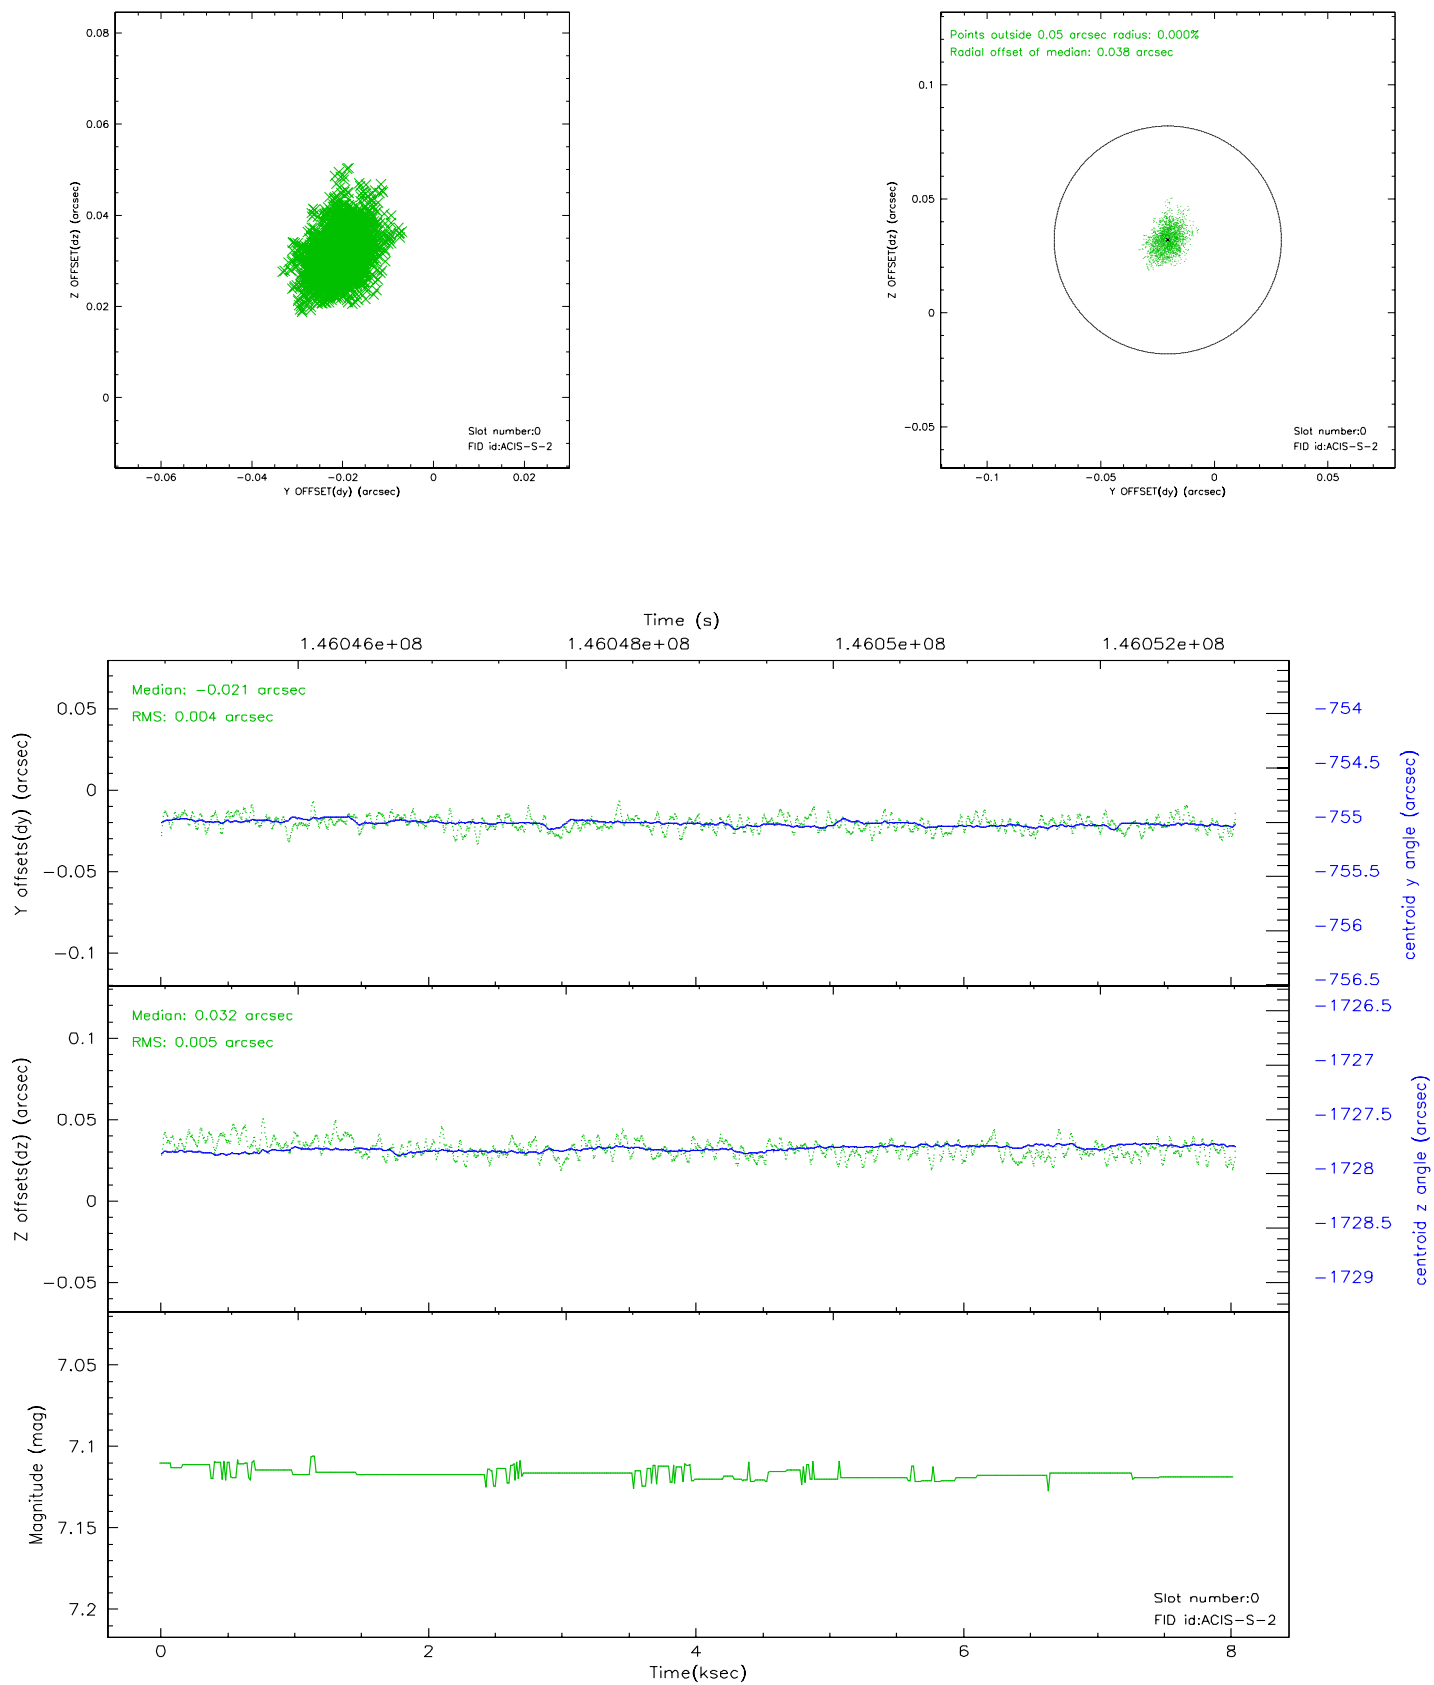 0.08
0.06
0.04
0.02
0
Z OFFSET(dz) (arcsec)
Slot number:0
FID id:ACIS-S-2
-0.06 -0.04 -0.02 0 0.02
Y OFFSET(dy) (arcsec)
Points outside 0.05 arcsec radius: 0.000%
Radial offset of median: 0.038 arcsec
0.1
0.05
0
-0.05
Z OFFSET(dz) (arcsec)
Slot number:0
FID id:ACIS-S-2
-0.1 -0.05 0 0.05
Y OFFSET(dy) (arcsec)
Time (s)
1.46046e+08 1.46048e+08 1.4605e+08 1.46052e+08
Median: -0.021 arcsec
RMS: 0.004 arcsec
0.05
0
-0.05
-0.1
Y offsets(dy) (arcsec)
-754
-754.5
-755
-755.5
-756
-756.5
centroid y angle (arcsec)
Median: 0.032 arcsec
RMS: 0.005 arcsec
0.1
0.05
0
-0.05
Z offsets(dz) (arcsec)
-1726.5
-1727
-1727.5
-1728
-1728.5
-1729
centroid z angle (arcsec)
7.05
7.1
7.15
7.2
Magnitude (mag)
Slot number:0
FID id:ACIS-S-2
0 2 4 6 8
Time(ksec)